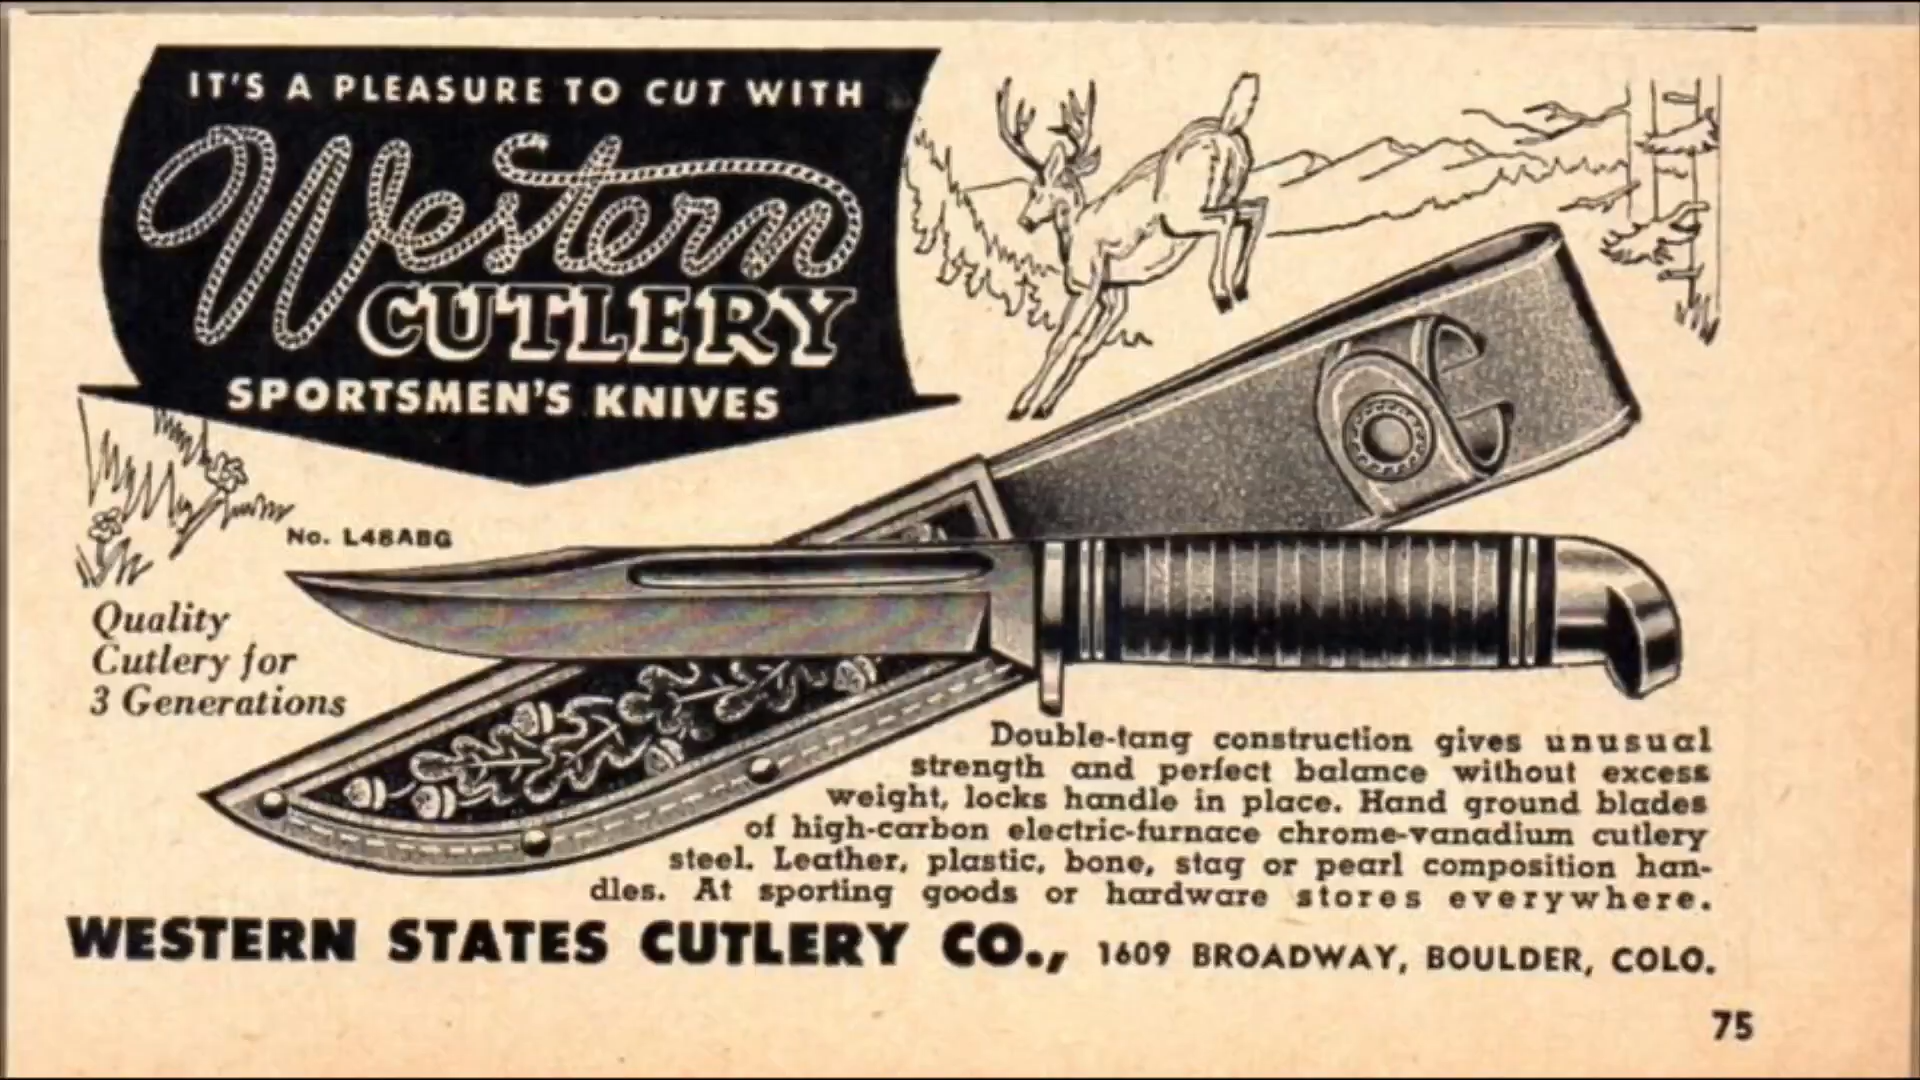 IT'S A PLEASURE TO CUT WITH
Western
CUTLERY
SPORTSMEN'S KNIVES
No. L48ABG
Quality
Cutlery for
3 Generations
Double-tang construction gives unusual
strength and perfect balance without excess
weight, locks handle in place. Hand ground blades
of high-carbon electric-furnace chrome-vanadium cutlery
steel. Leather, plastic, bone, stag or pearl composition han-
dles. At sporting goods or hardware stores everywhere.
WESTERN STATES CUTLERY CO., 1609 BROADWAY, BOULDER, COLO.
75